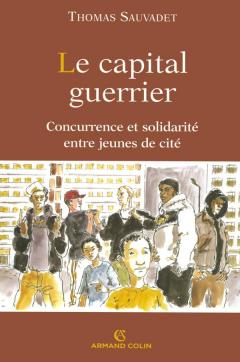 THOMAS SAUVADET
Le capital
guerrier
Concurrence et solidarité
entre jeunes de cité
ARMAND COLIN